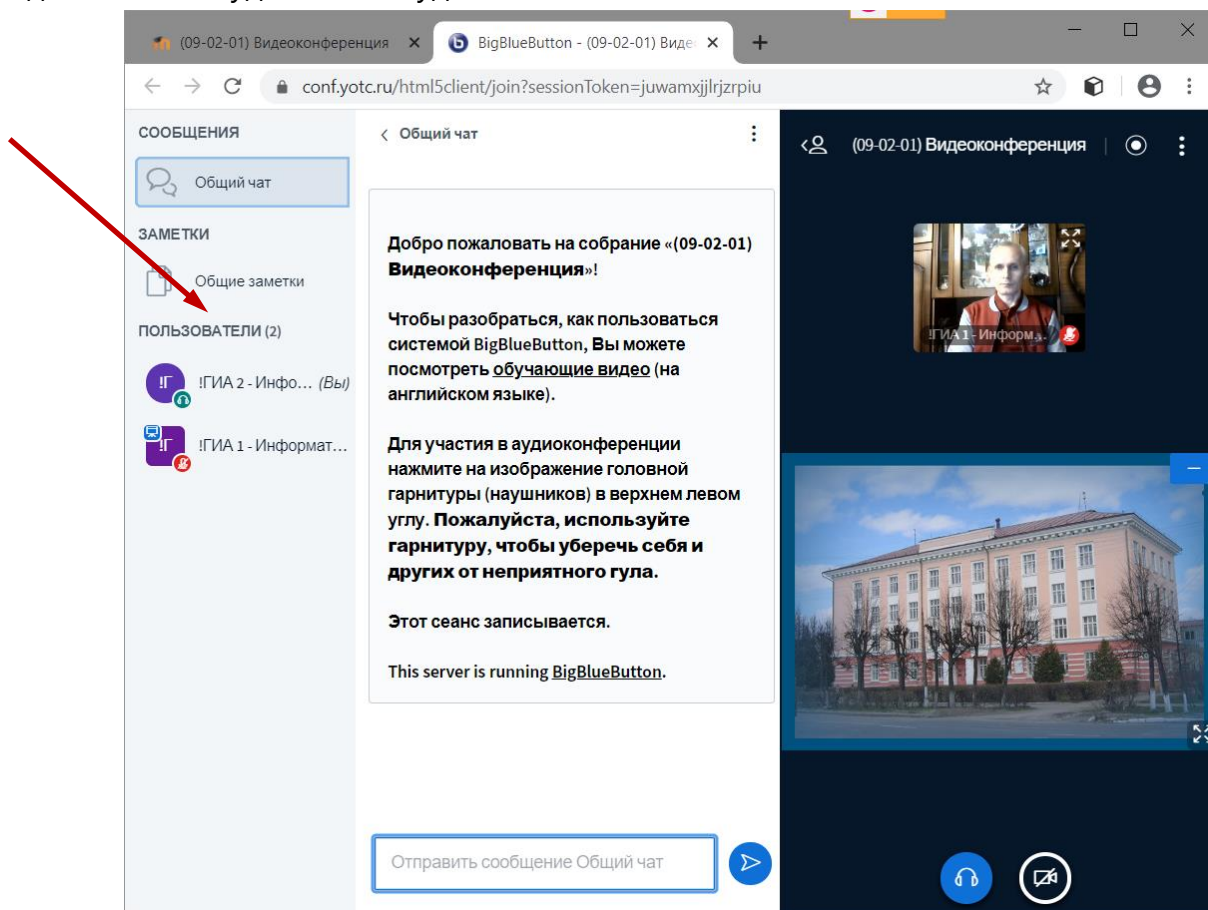 (09-02-01) Видеоконференция
BigBlueButton - (09-02-01) Виде
conf.yotc.ru/html5client/join?sessionToken=juwamxjjlrjzrpiu
СООБЩЕНИЯ
Общий чат
ЗАМЕТКИ
Общие заметки
ПОЛЬЗОВАТЕЛИ (2)
!Г
!ГИА 2 - Инфо... (Вы)
!Г
!ГИА 1 - Информат...
Общий чат
Добро пожаловать на собрание «(09-02-01)
Видеоконференция»!
Чтобы разобраться, как пользоваться
системой BigBlueButton, Вы можете
посмотреть обучающие видео (на
английском языке).
Для участия в аудиоконференции
нажмите на изображение головной
гарнитуры (наушников) в верхнем левом
углу. Пожалуйста, используйте
гарнитуру, чтобы уберечь себя и
других от неприятного гула.
Этот сеанс записывается.
This server is running BigBlueButton.
Отправить сообщение Общий чат
(09-02-01) Видеоконференция
!ГИА 1 - Информа...